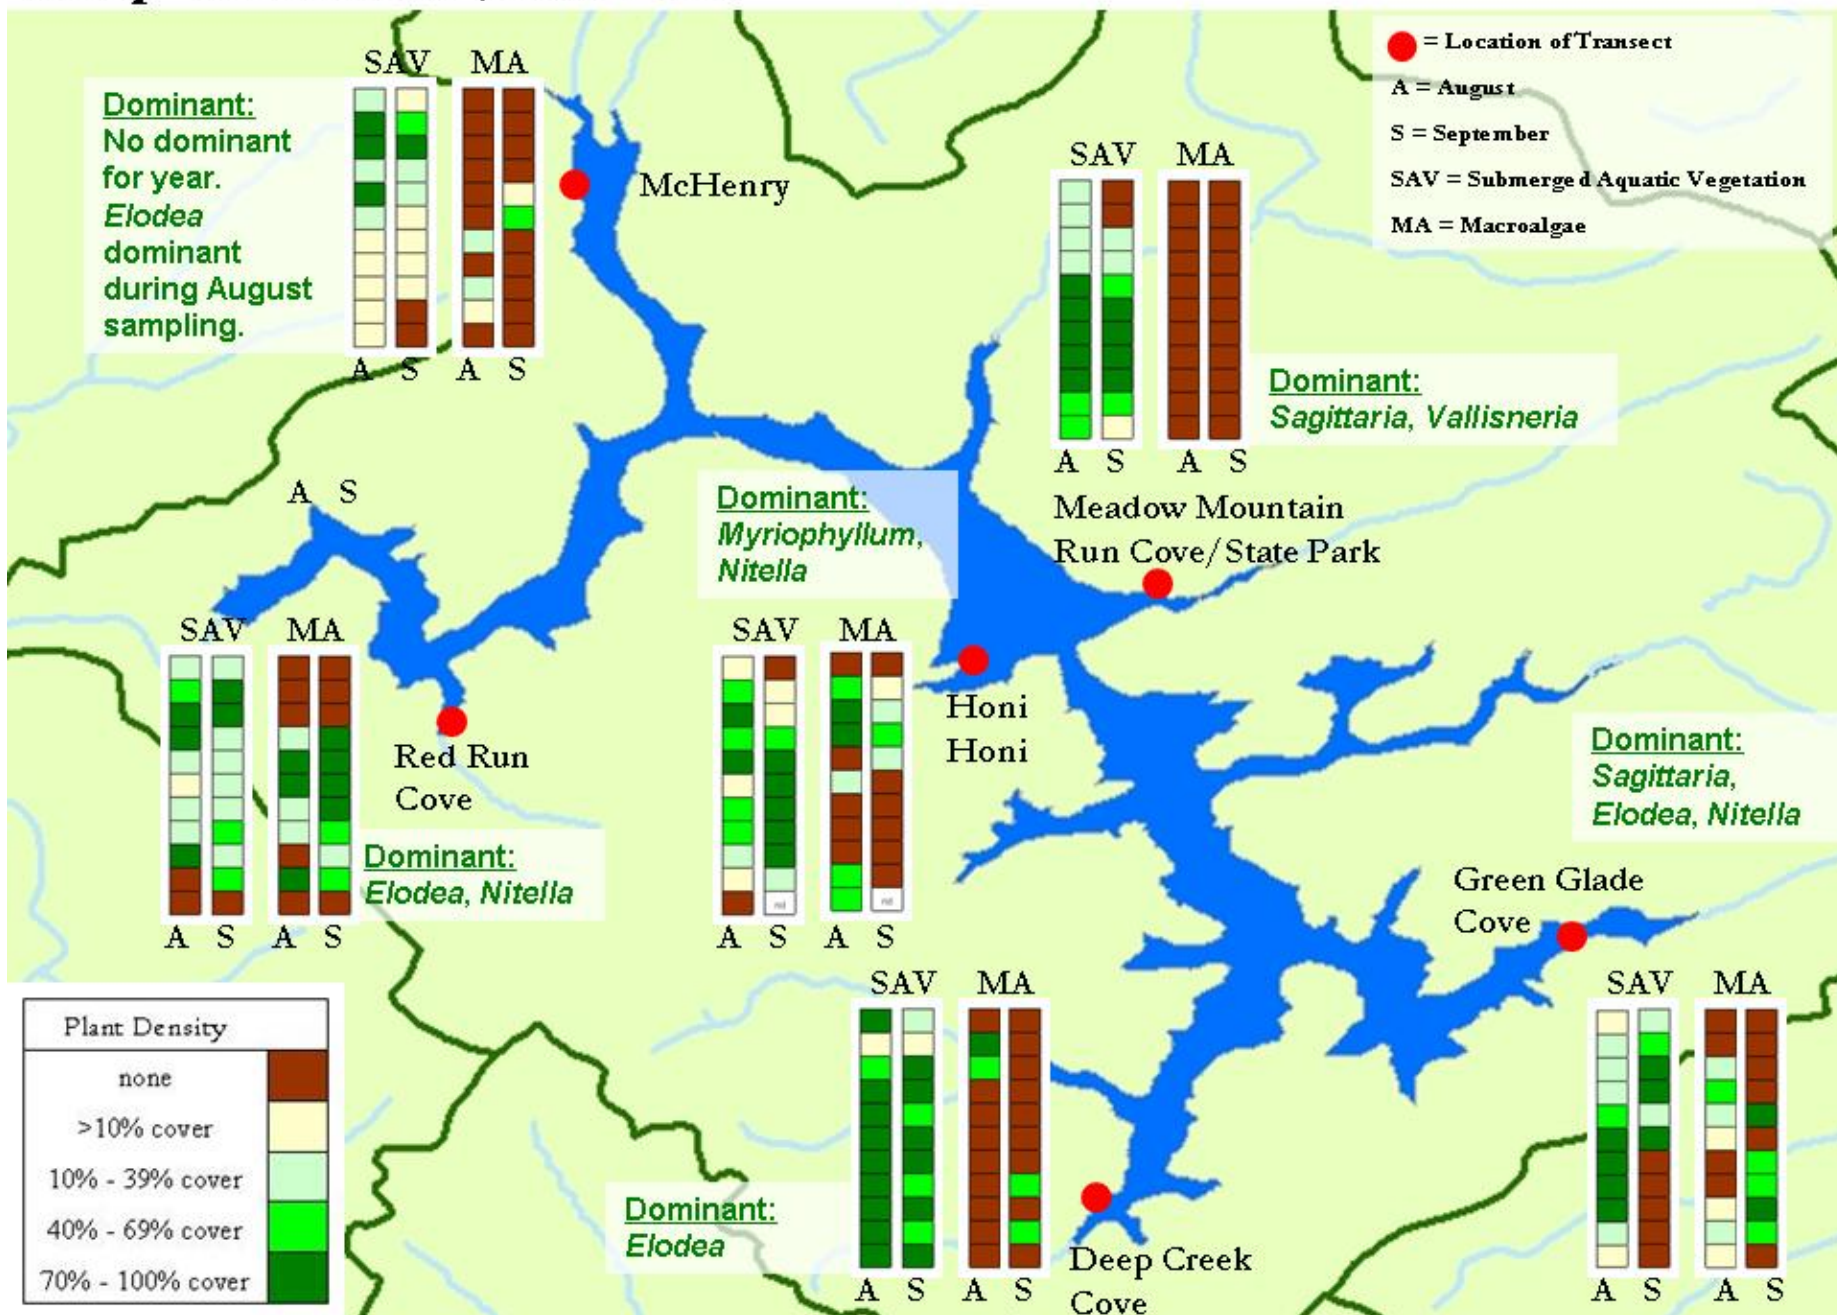 = Location of Transect
A = August
S = September
SAV = Submerged Aquatic Vegetation
MA = Macroalgae
SAV MA
Dominant:
No dominant
for year.
Elodea
dominant
during August
sampling.
A S A S
McHenry
SAV MA
A S A S
Dominant:
Sagittaria, Vallisneria
Meadow Mountain
Run Cove/State Park
A S
Dominant:
Myriophyllum,
Nitella
SAV MA
nd nd
A S A S
Honi
Honi
SAV MA
A S A S
Red Run
Cove
Dominant:
Elodea, Nitella
Dominant:
Sagittaria,
Elodea, Nitella
Green Glade
Cove
SAV MA
A S A S
SAV MA
A S A S
Dominant:
Elodea
Deep Creek
Cove
Plant Density
none
>10% cover
10% - 39% cover
40% - 69% cover
70% - 100% cover